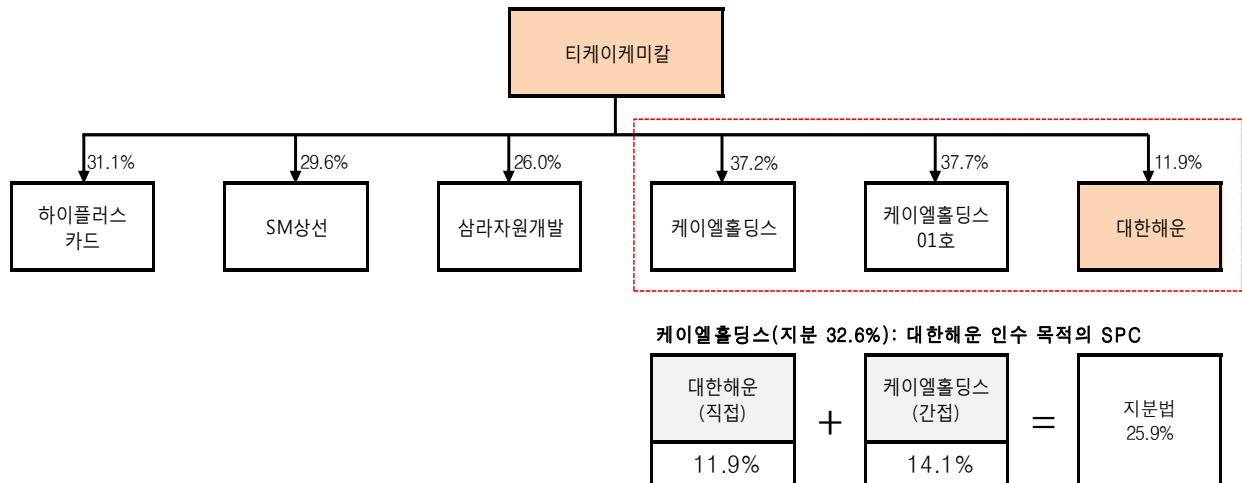 티케이케미칼
31.1%
29.6%
26.0%
37.2%
37.7%
11.9%
하이플러스
카드
SM상선
삼라자원개발
케이엘홀딩스
케이엘홀딩스
01호
대한해운
케이엘홀딩스(지분 32.6%): 대한해운 인수 목적의 SPC
대한해운
(직접)
+
케이엘홀딩스
(간접)
=
지분법
25.9%
11.9%
14.1%